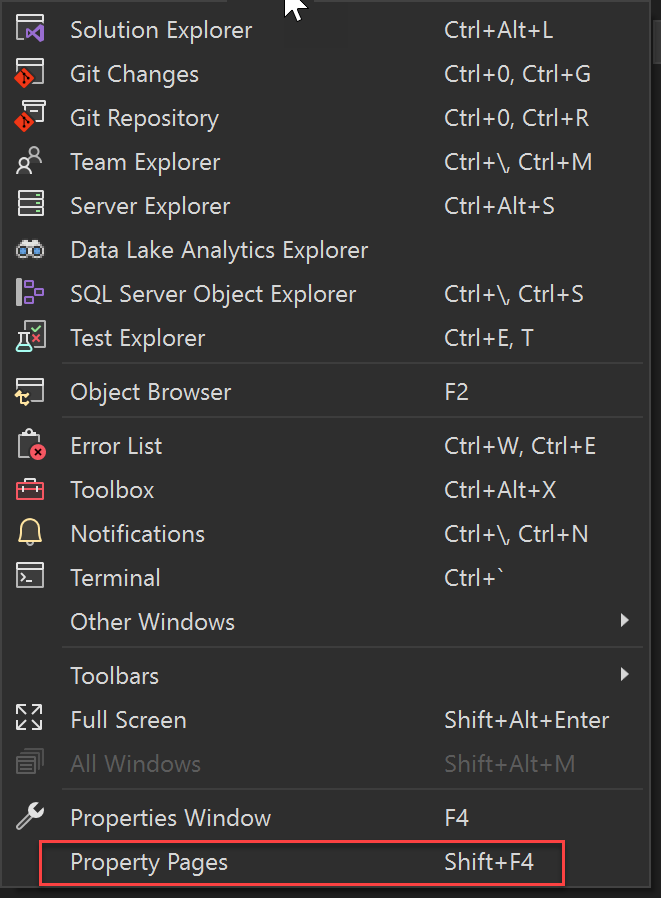 Solution Explorer Ctrl+Alt+L
Git Changes Ctrl+0, Ctrl+G
Git Repository Ctrl+0, Ctrl+R
Team Explorer Ctrl+\, Ctrl+M
Server Explorer Ctrl+Alt+S
Data Lake Analytics Explorer
SQL Server Object Explorer Ctrl+\, Ctrl+S
Test Explorer Ctrl+E, T
Object Browser F2
Error List Ctrl+W, Ctrl+E
Toolbox Ctrl+Alt+X
Notifications Ctrl+\, Ctrl+N
Terminal Ctrl+`
Other Windows
Toolbars
Full Screen Shift+Alt+Enter
All Windows Shift+Alt+M
Properties Window F4
Property Pages Shift+F4